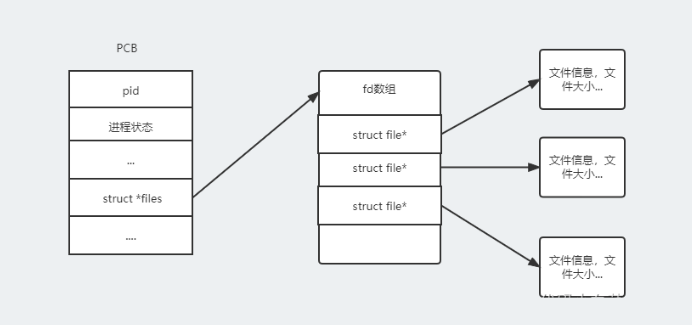 PCB
pid
进程状态
...
struct *files
....
fd数组
struct file*
struct file*
struct file*
文件信息，文
件大小...
文件信息，文
件大小...
文件信息，文
件大小...